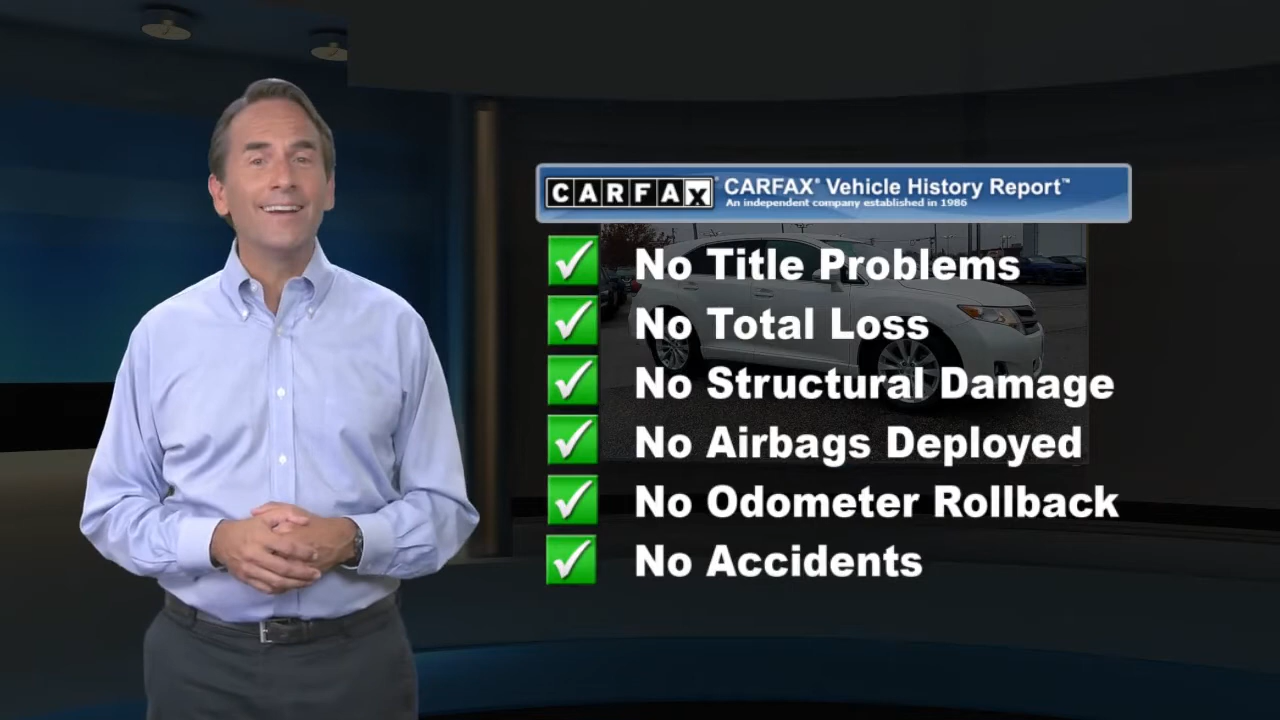 CARFAX® CARFAX® Vehicle History Report™
An independent company established in 1986
No Title Problems
No Total Loss
No Structural Damage
No Airbags Deployed
No Odometer Rollback
No Accidents